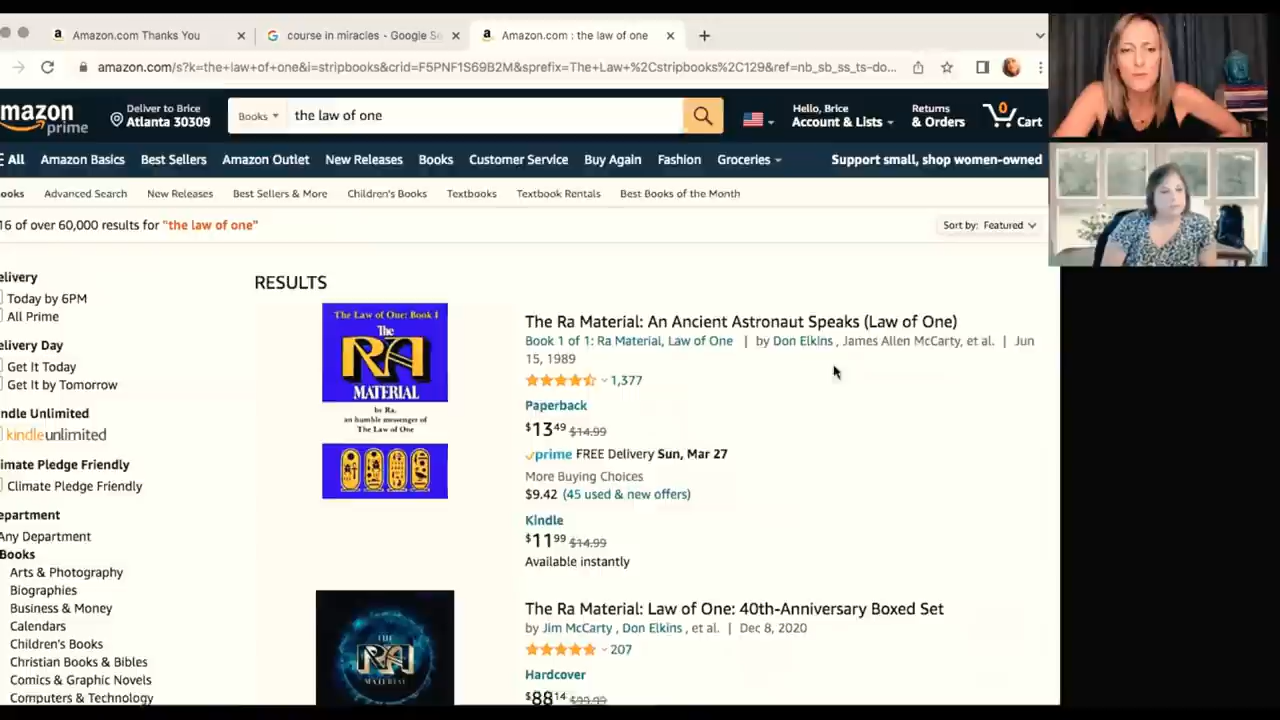 Amazon.com Thanks You
course in miracles - Google Se
Amazon.com : the law of one
amazon.com/s?k=the+law+of+one&i=stripbooks&crid=F5PNF1S69B2M&sprefix=The+Law+%2Cstripbooks%2C129&ref=nb_sb_ss_ts-do...
mazon
prime
Deliver to Brice
Atlanta 30309
Books
the law of one
Hello, Brice
Account & Lists
Returns
& Orders
0
Cart
All Amazon Basics Best Sellers Amazon Outlet New Releases Books Customer Service Buy Again Fashion Groceries Support small, shop women-owned
ooks Advanced Search New Releases Best Sellers & More Children's Books Textbooks Textbook Rentals Best Books of the Month
16 of over 60,000 results for "the law of one"
Sort by: Featured
elivery
Today by 6PM
All Prime
elivery Day
Get It Today
Get It by Tomorrow
ndle Unlimited
kindleunlimited
imate Pledge Friendly
Climate Pledge Friendly
epartment
Any Department
Books
Arts & Photography
Biographies
Business & Money
Calendars
Children's Books
Christian Books & Bibles
Comics & Graphic Novels
Computers & Technology
RESULTS
The Law of One: Book I
The
RA
MATERIAL
by Ra,
an humble messenger of
The Law of One
The Ra Material: An Ancient Astronaut Speaks (Law of One)
Book 1 of 1: Ra Material, Law of One | by Don Elkins , James Allen McCarty, et al. | Jun
15, 1989
1,377
Paperback
$1349 $14.99
prime FREE Delivery Sun, Mar 27
More Buying Choices
$9.42 (45 used & new offers)
Kindle
$1199 $14.99
Available instantly
THE
RA
MATERIAL
The Ra Material: Law of One: 40th-Anniversary Boxed Set
by Jim McCarty , Don Elkins , et al. | Dec 8, 2020
207
Hardcover
$8814 $99.99